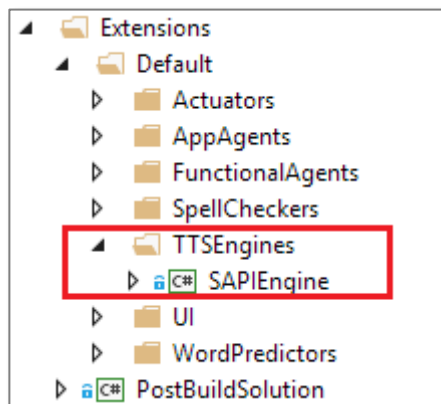 Extensions
Default
Actuators
AppAgents
FunctionalAgents
SpellCheckers
TTSEngines
C# SAPIEngine
UI
WordPredictors
C# PostBuildSolution